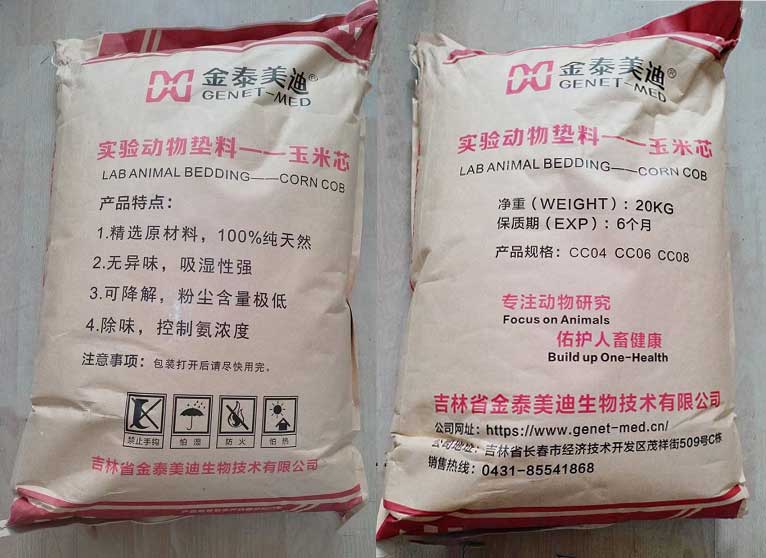 金泰美迪®
GENET-MED
实验动物垫料——玉米芯
LAB ANIMAL BEDDING——CORN COB
产品特点：
1.精选原材料，100%纯天然
2.无异味，吸湿性强
3.可降解，粉尘含量极低
4.除味，控制氨浓度
注意事项：包装打开后请尽快用完。
禁止手钩 怕湿 防火 怕热
吉林省金泰美迪生物技术有限公司
金泰美迪®
GENET-MED
实验动物垫料——玉米芯
LAB ANIMAL BEDDING——CORN COB
净重（WEIGHT）：20KG
保质期（EXP）：6个月
产品规格：CC04 CC06 CC08
专注动物研究
Focus on Animals
佑护人畜健康
Build up One-Health
吉林省金泰美迪生物技术有限公司
公司网址：https://www.genet-med.cn/
公司地址：吉林省长春市经济技术开发区茂祥街509号C栋
销售热线：0431-85541868